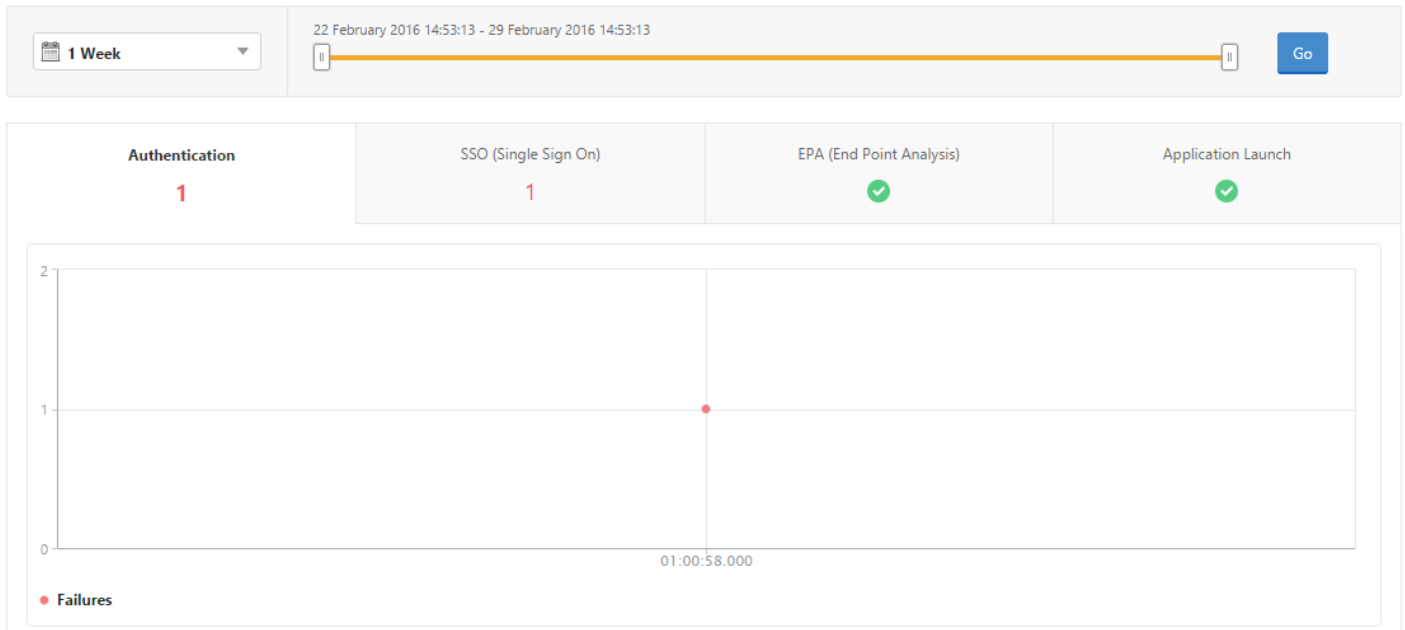 22 February 2016 14:53:13 - 29 February 2016 14:53:13
1 Week
Go
Authentication
1
SSO (Single Sign On)
1
EPA (End Point Analysis)
Application Launch
2
1
0
01:00:58.000
Failures